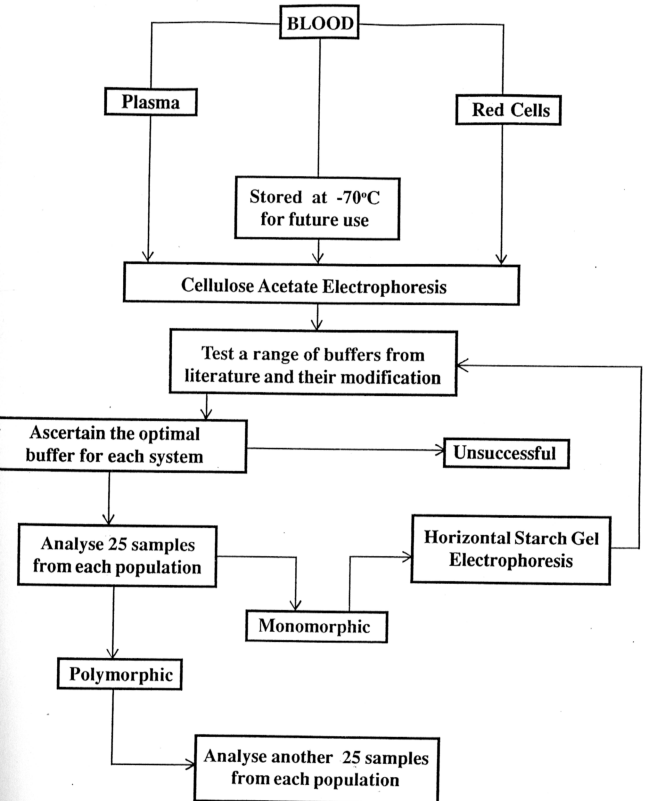 BLOOD
Plasma
Red Cells
Stored at -70°C
for future use
Cellulose Acetate Electrophoresis
Test a range of buffers from
literature and their modification
Ascertain the optimal
buffer for each system
Unsuccessful
Analyse 25 samples
from each population
Horizontal Starch Gel
Electrophoresis
Monomorphic
Polymorphic
Analyse another 25 samples
from each population